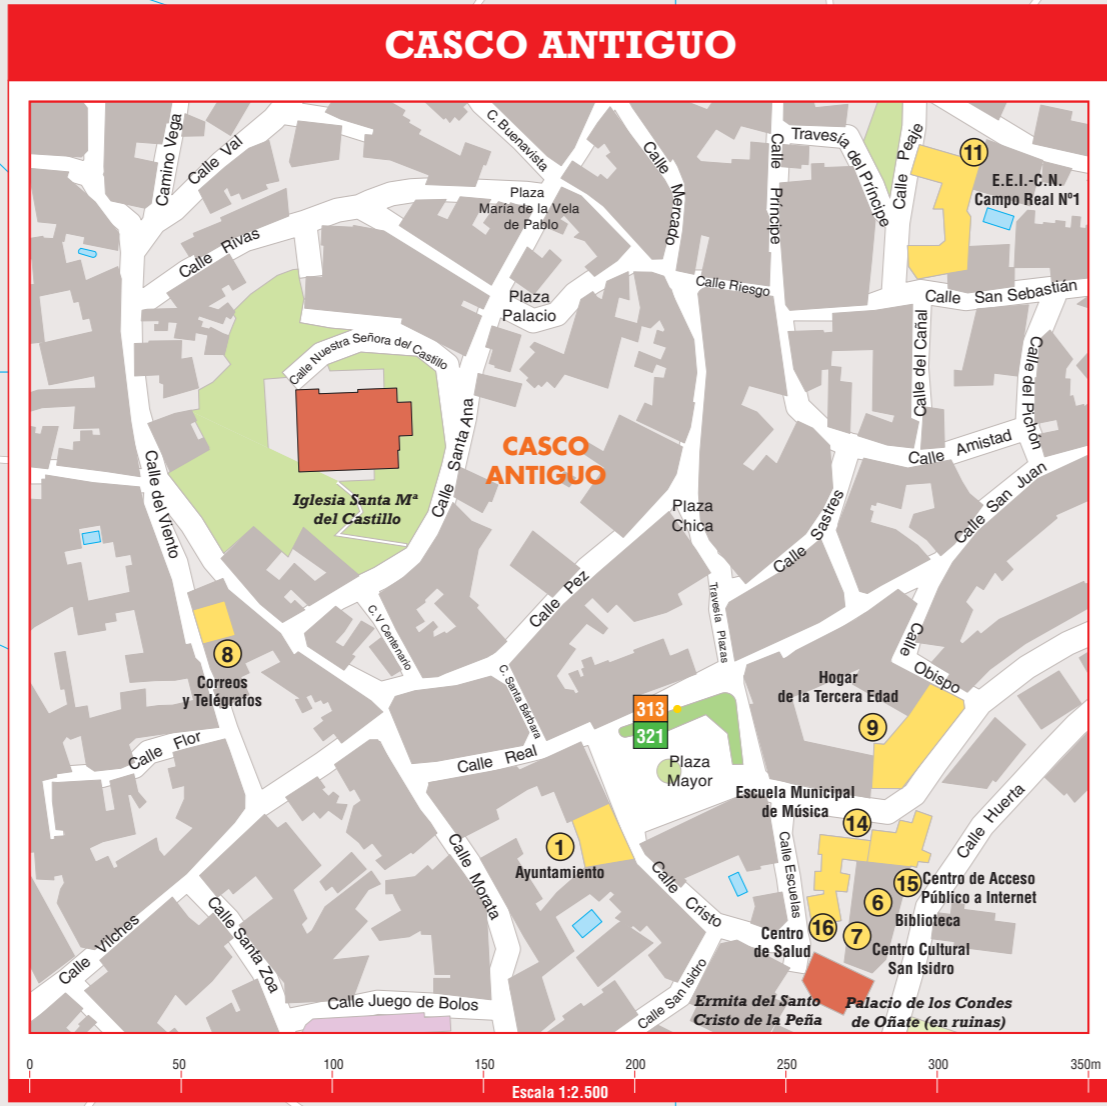 CASCO ANTIGUO
Camino Vega
Calle Val
C. Buenavista
Calle Mercado
Calle Príncipe
Travesía del Príncipe
Calle Peaje
11
E.E.I.-C.N.
Campo Real Nº1
Plaza
María de la Vela
de Pablo
Calle Rivas
Plaza
Palacio
Calle Riesgo
Calle San Sebastián
Calle Nuestra Señora del Castillo
Calle del Cañal
Calle del Pichón
Calle Santa Ana
CASCO
ANTIGUO
Calle Amistad
Calle del Viento
Iglesia Santa Mª
del Castillo
Plaza
Chica
Calle Sastres
Calle San Juan
Calle Pez
Travesía Plazas
C. V Centenario
8
Correos
y Telégrafos
C. Santa Bárbara
Calle Obispo
Hogar
de la Tercera Edad
9
313
321
Calle Flor
Calle Real
Plaza
Mayor
Escuela Municipal
de Música
14
Calle Huerta
1
Ayuntamiento
Calle Morata
Calle Cristo
Calle Escuelas
15
Centro de Acceso
Público a Internet
6
Biblioteca
16
Centro
de Salud
7
Centro Cultural
San Isidro
Calle Vilches
Calle Santa Zoa
Calle Juego de Bolos
Calle San Isidro
Ermita del Santo
Cristo de la Peña
Palacio de los Condes
de Oñate (en ruinas)
0 50 100 150 200 250 300 350m
Escala 1:2.500